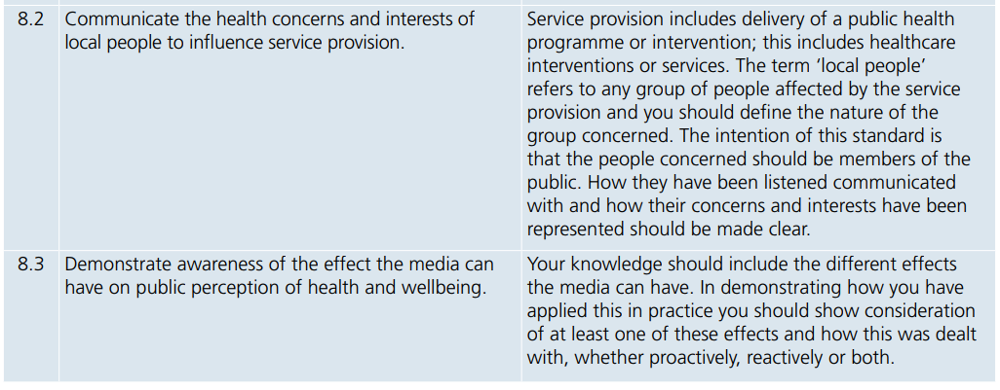 8.2 Communicate the health concerns and interests of
local people to influence service provision.
Service provision includes delivery of a public health
programme or intervention; this includes healthcare
interventions or services. The term ‘local people’
refers to any group of people affected by the service
provision and you should define the nature of the
group concerned. The intention of this standard is
that the people concerned should be members of the
public. How they have been listened communicated
with and how their concerns and interests have been
represented should be made clear.
8.3 Demonstrate awareness of the effect the media can
have on public perception of health and wellbeing.
Your knowledge should include the different effects
the media can have. In demonstrating how you have
applied this in practice you should show consideration
of at least one of these effects and how this was dealt
with, whether proactively, reactively or both.